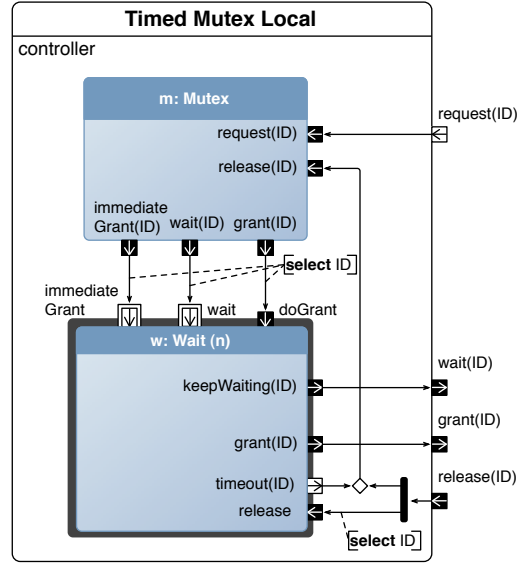 Timed Mutex Local
controller
m: Mutex
request(ID)
request(ID)
release(ID)
immediate
Grant(ID)
wait(ID)
grant(ID)
select ID
immediate
Grant
wait
doGrant
w: Wait (n)
keepWaiting(ID)
wait(ID)
grant(ID)
grant(ID)
timeout(ID)
release(ID)
release
select ID